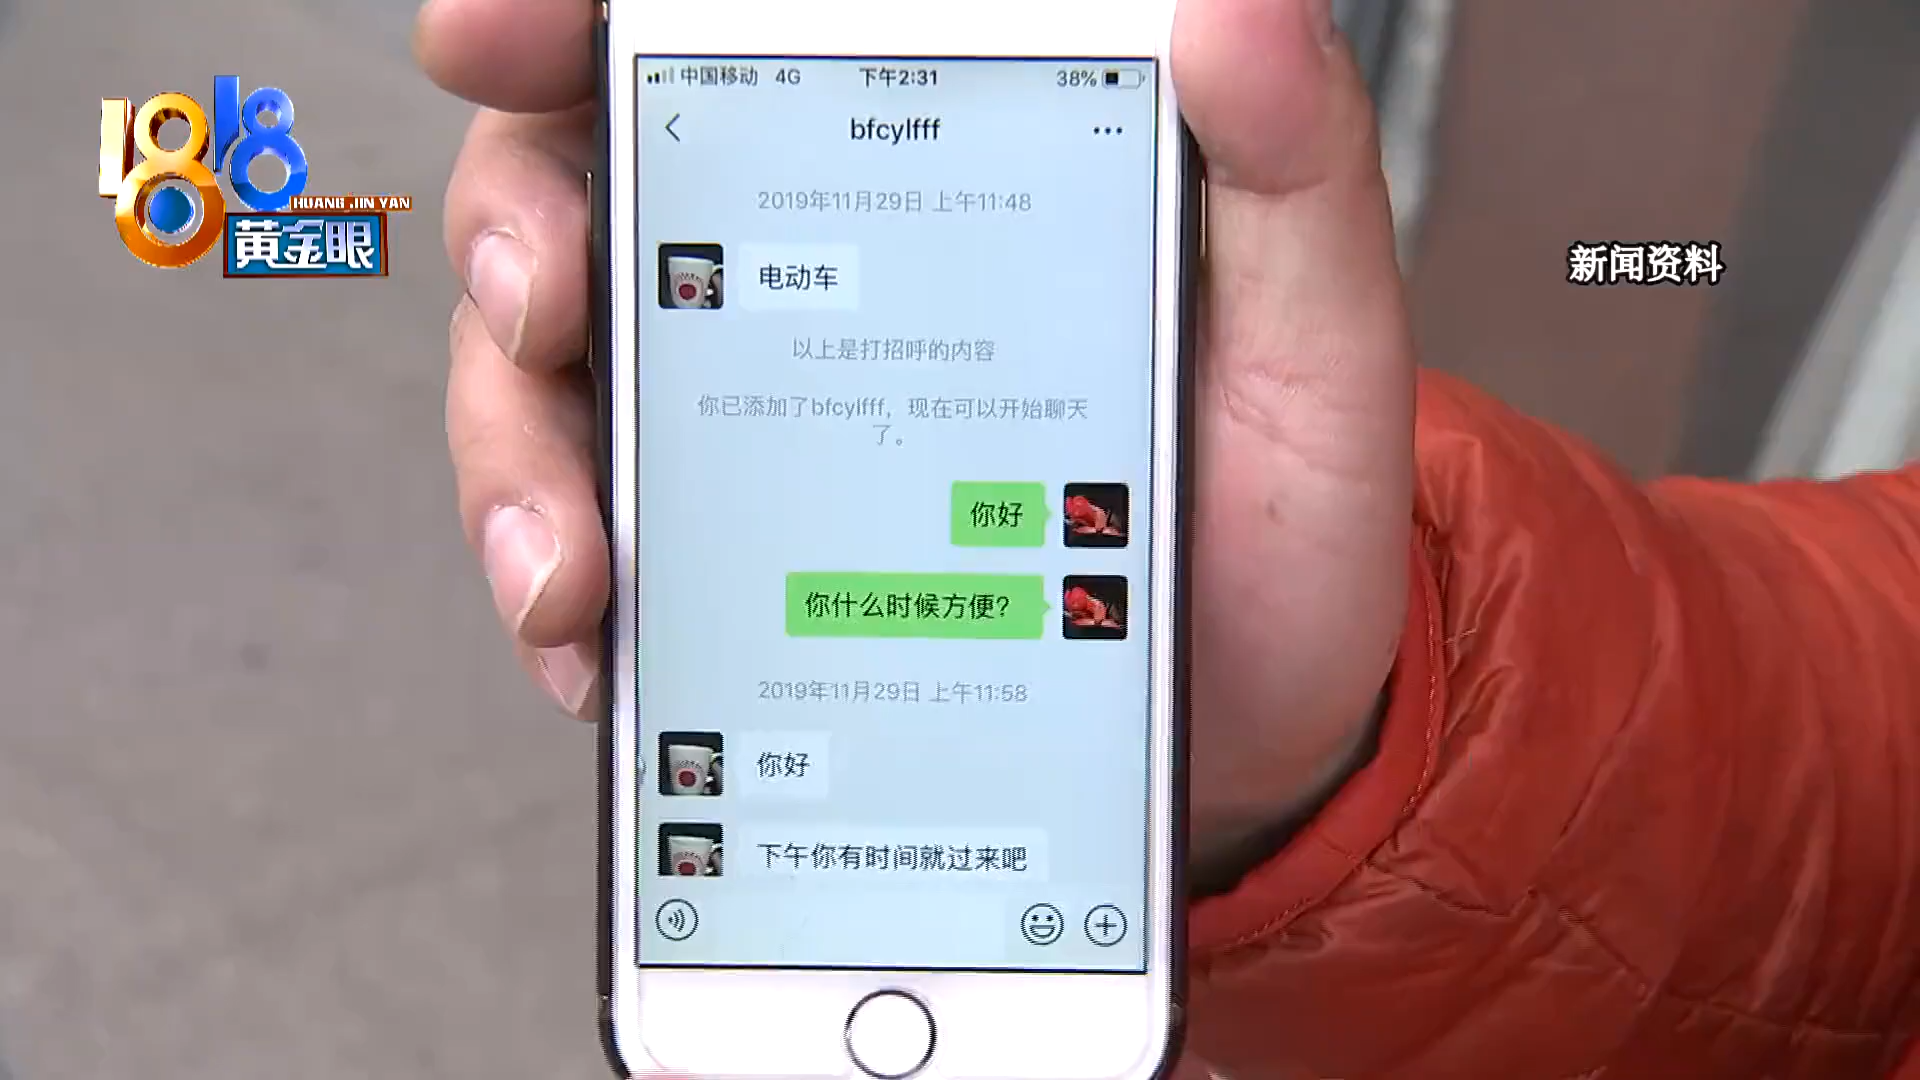 1818
HUANG JIN YAN
黄金眼
新闻资料
中国移动 4G 下午2:31 38%
bfcylfff
2019年11月29日 上午11:48
电动车
以上是打招呼的内容
你已添加了bfcylfff，现在可以开始聊天
了。
你好
你什么时候方便?
2019年11月29日 上午11:58
你好
下午你有时间就过来吧